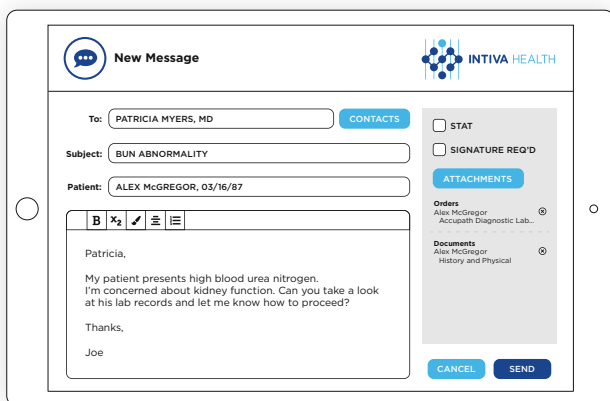 New Message
INTIVA HEALTH
To: PATRICIA MYERS, MD CONTACTS
Subject: BUN ABNORMALITY
Patient: ALEX McGREGOR, 03/16/87
B X₂
Patricia,
My patient presents high blood urea nitrogen.
I'm concerned about kidney function. Can you take a look
at his lab records and let me know how to proceed?
Thanks,
Joe
STAT
SIGNATURE REQ'D
ATTACHMENTS
Orders
Alex McGregor
Accupath Diagnostic Lab...
Documents
Alex McGregor
History and Physical
CANCEL SEND